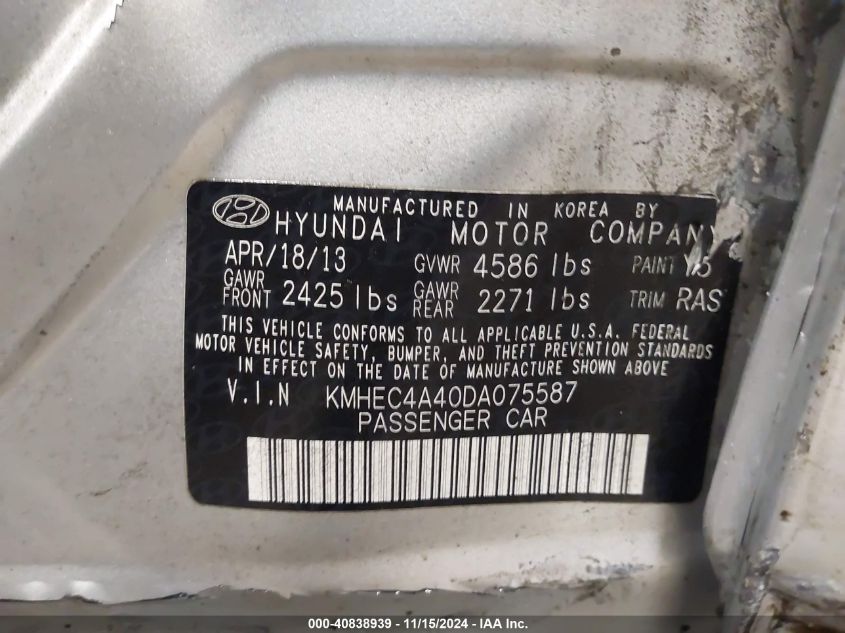 MANUFACTURED IN KOREA BY
HYUNDAI MOTOR COMPANY
APR/18/13 GVWR 4586 lbs PAINT
GAWR FRONT 2425 lbs GAWR REAR 2271 lbs TRIM RAS
THIS VEHICLE CONFORMS TO ALL APPLICABLE U.S.A. FEDERAL
MOTOR VEHICLE SAFETY, BUMPER, AND THEFT PREVENTION STANDARDS
IN EFFECT ON THE DATE OF MANUFACTURE SHOWN ABOVE
V.I.N KMHEC4A40DA075587
PASSENGER CAR
000-40838939 - 11/15/2024 - IAA Inc.